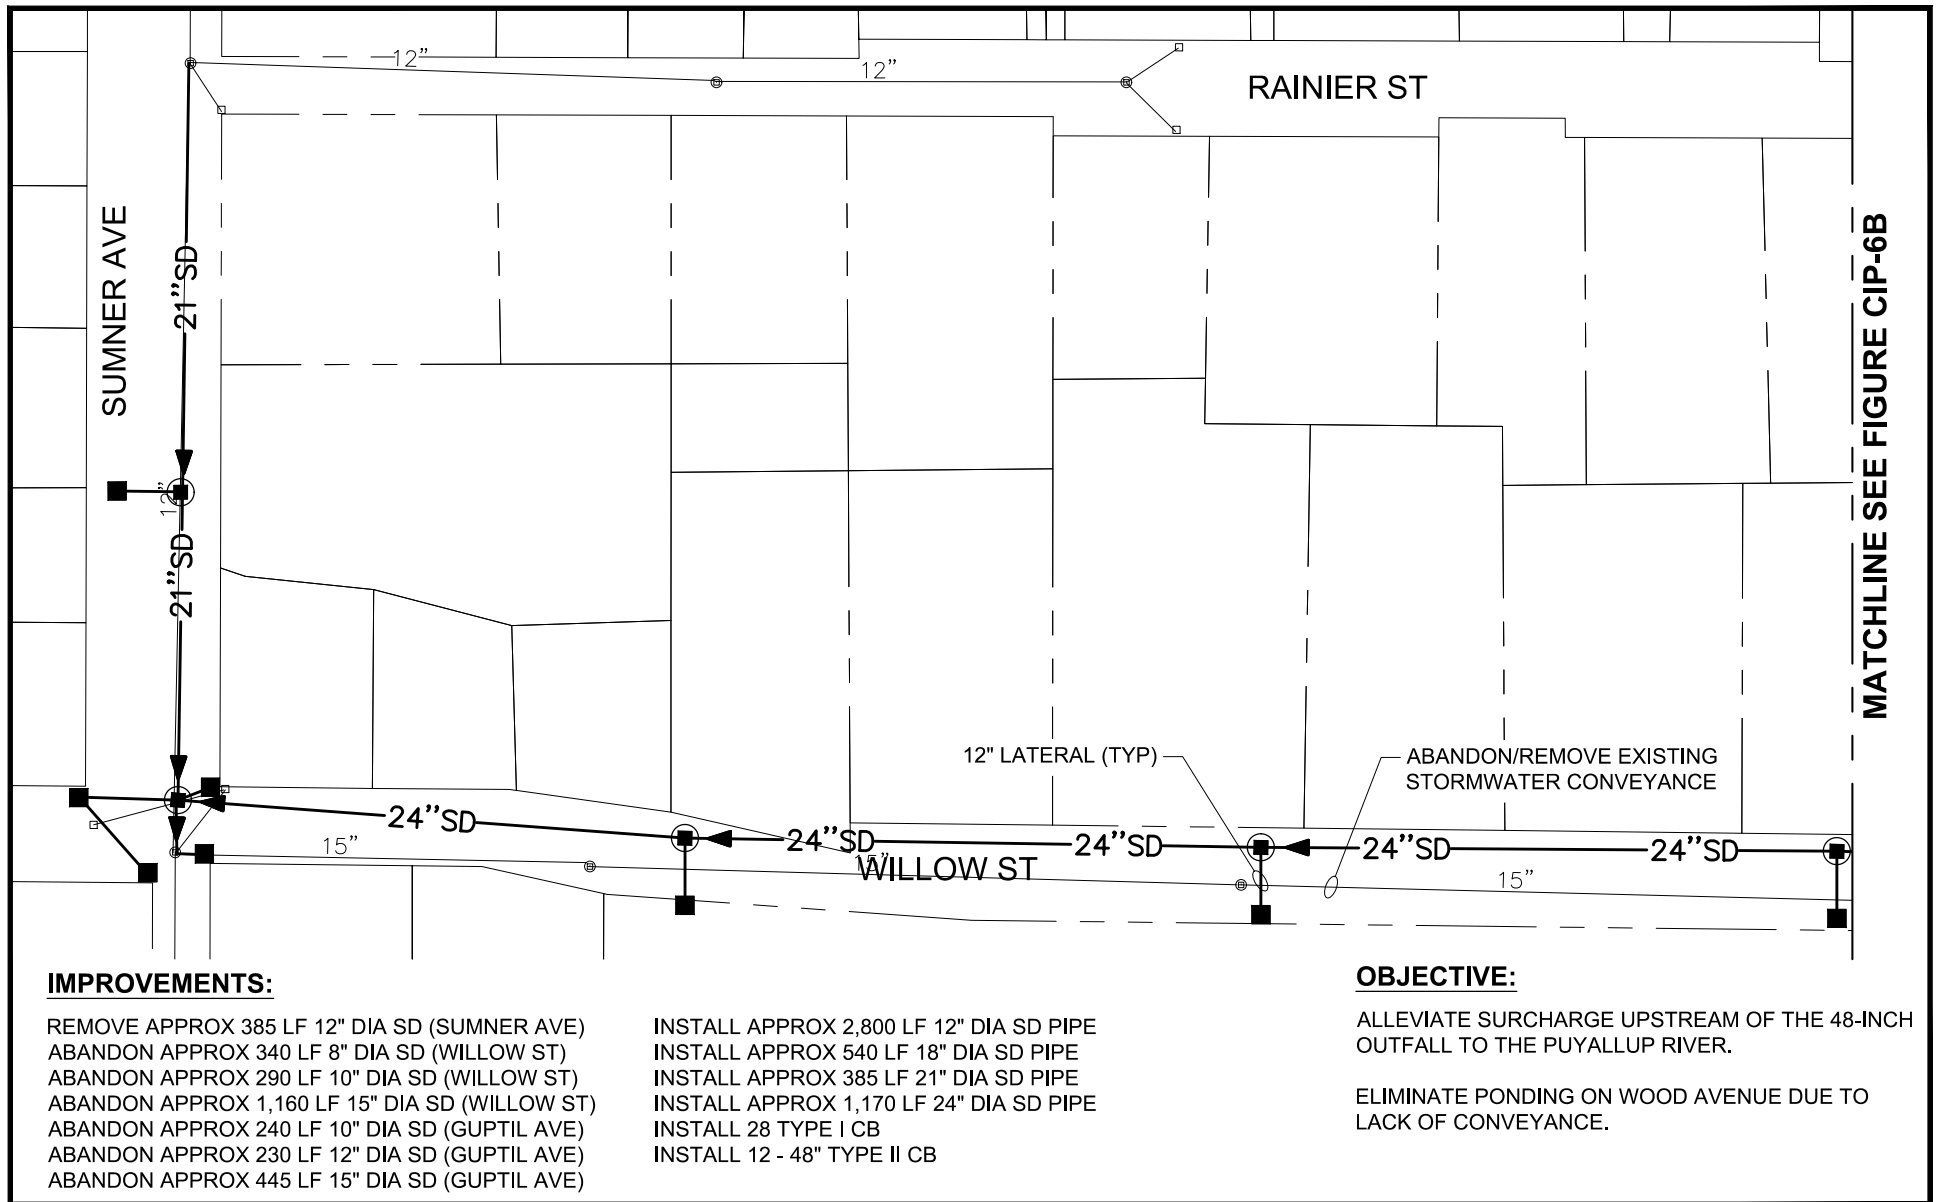 12”
12”
RAINIER ST
SUMNER AVE
21”SD
12”
21”SD
MATCHLINE SEE FIGURE CIP-6B
12" LATERAL (TYP)
ABANDON/REMOVE EXISTING
STORMWATER CONVEYANCE
24”SD
24”SD
24”SD
24”SD
24”SD
15”
15”
WILLOW ST
15”
IMPROVEMENTS:
REMOVE APPROX 385 LF 12" DIA SD (SUMNER AVE)
ABANDON APPROX 340 LF 8" DIA SD (WILLOW ST)
ABANDON APPROX 290 LF 10" DIA SD (WILLOW ST)
ABANDON APPROX 1,160 LF 15" DIA SD (WILLOW ST)
ABANDON APPROX 240 LF 10" DIA SD (GUPTIL AVE)
ABANDON APPROX 230 LF 12" DIA SD (GUPTIL AVE)
ABANDON APPROX 445 LF 15" DIA SD (GUPTIL AVE)
INSTALL APPROX 2,800 LF 12" DIA SD PIPE
INSTALL APPROX 540 LF 18" DIA SD PIPE
INSTALL APPROX 385 LF 21" DIA SD PIPE
INSTALL APPROX 1,170 LF 24" DIA SD PIPE
INSTALL 28 TYPE I CB
INSTALL 12 - 48" TYPE II CB
OBJECTIVE:
ALLEVIATE SURCHARGE UPSTREAM OF THE 48-INCH
OUTFALL TO THE PUYALLUP RIVER.
ELIMINATE PONDING ON WOOD AVENUE DUE TO
LACK OF CONVEYANCE.